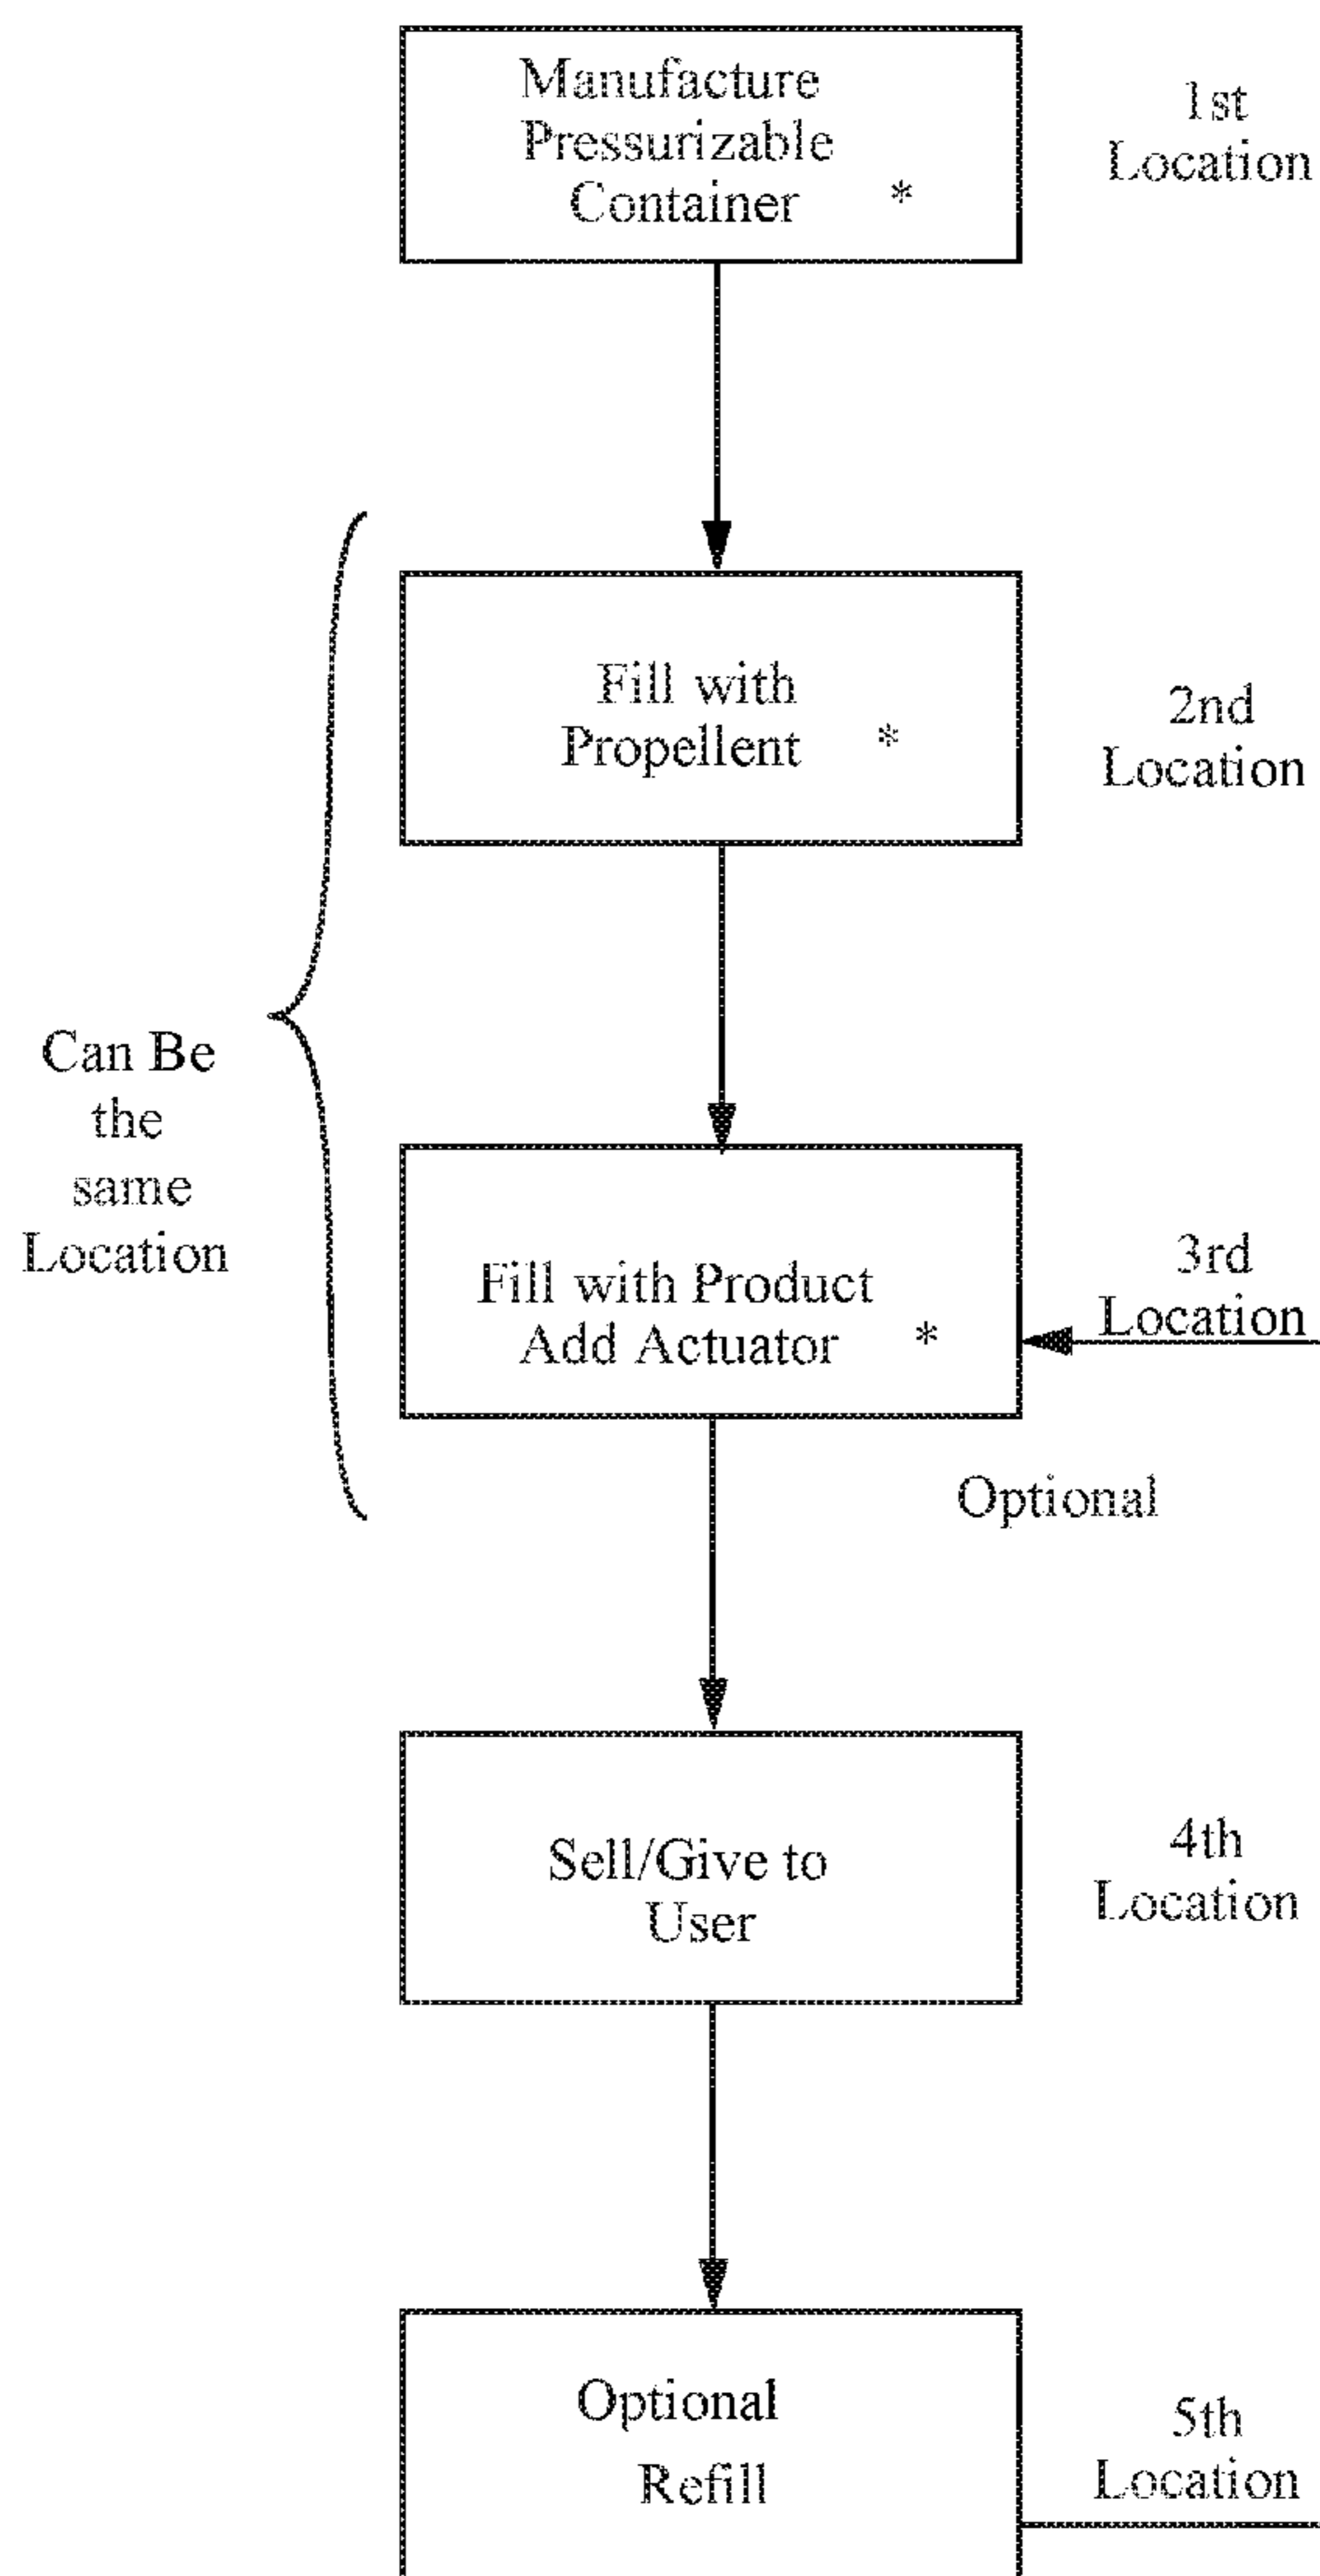 Manufacture
Pressurizable
Container *
1st
Location
Fill with
Propellent *
2nd
Location
Can Be
the
same
Location
Fill with Product
Add Actuator *
3rd
Location
Optional
Sell/Give to
User
4th
Location
Optional
Refill
5th
Location